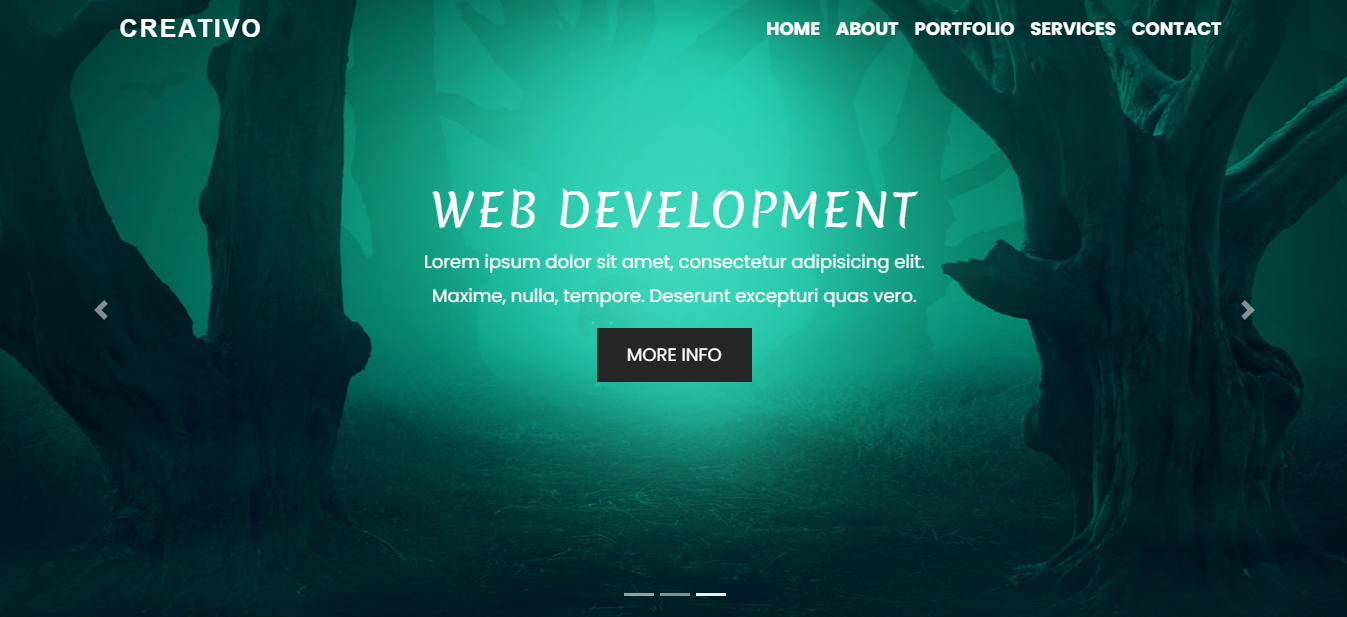 CREATIVO
HOME ABOUT PORTFOLIO SERVICES CONTACT
WEB DEVELOPMENT
Lorem ipsum dolor sit amet, consectetur adipisicing elit.
Maxime, nulla, tempore. Deserunt excepturi quas vero.
MORE INFO